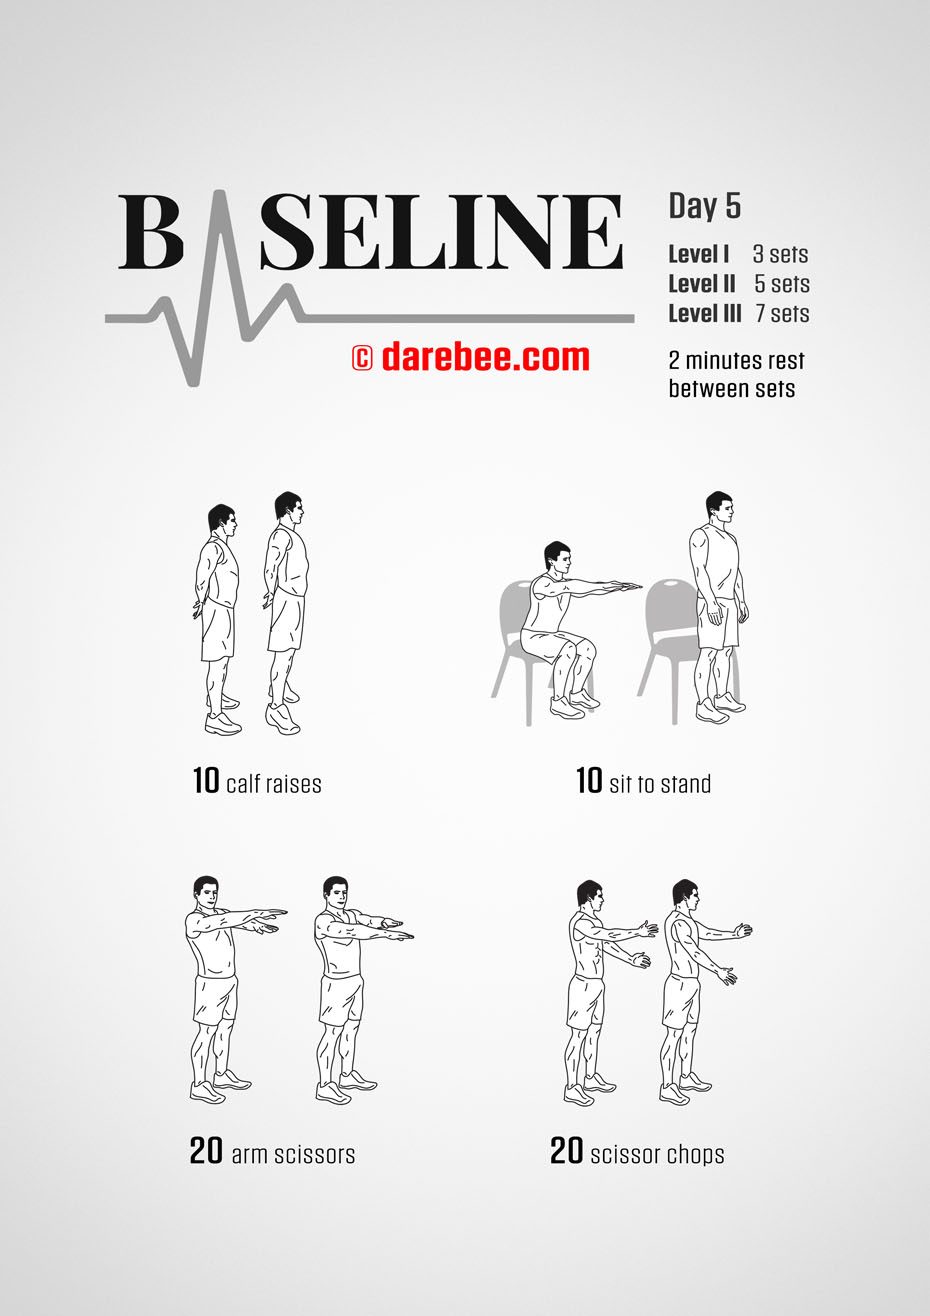 BASELINE
© darebee.com
Day 5
Level I 3 sets
Level II 5 sets
Level III 7 sets
2 minutes rest
between sets
10 calf raises
10 sit to stand
20 arm scissors
20 scissor chops